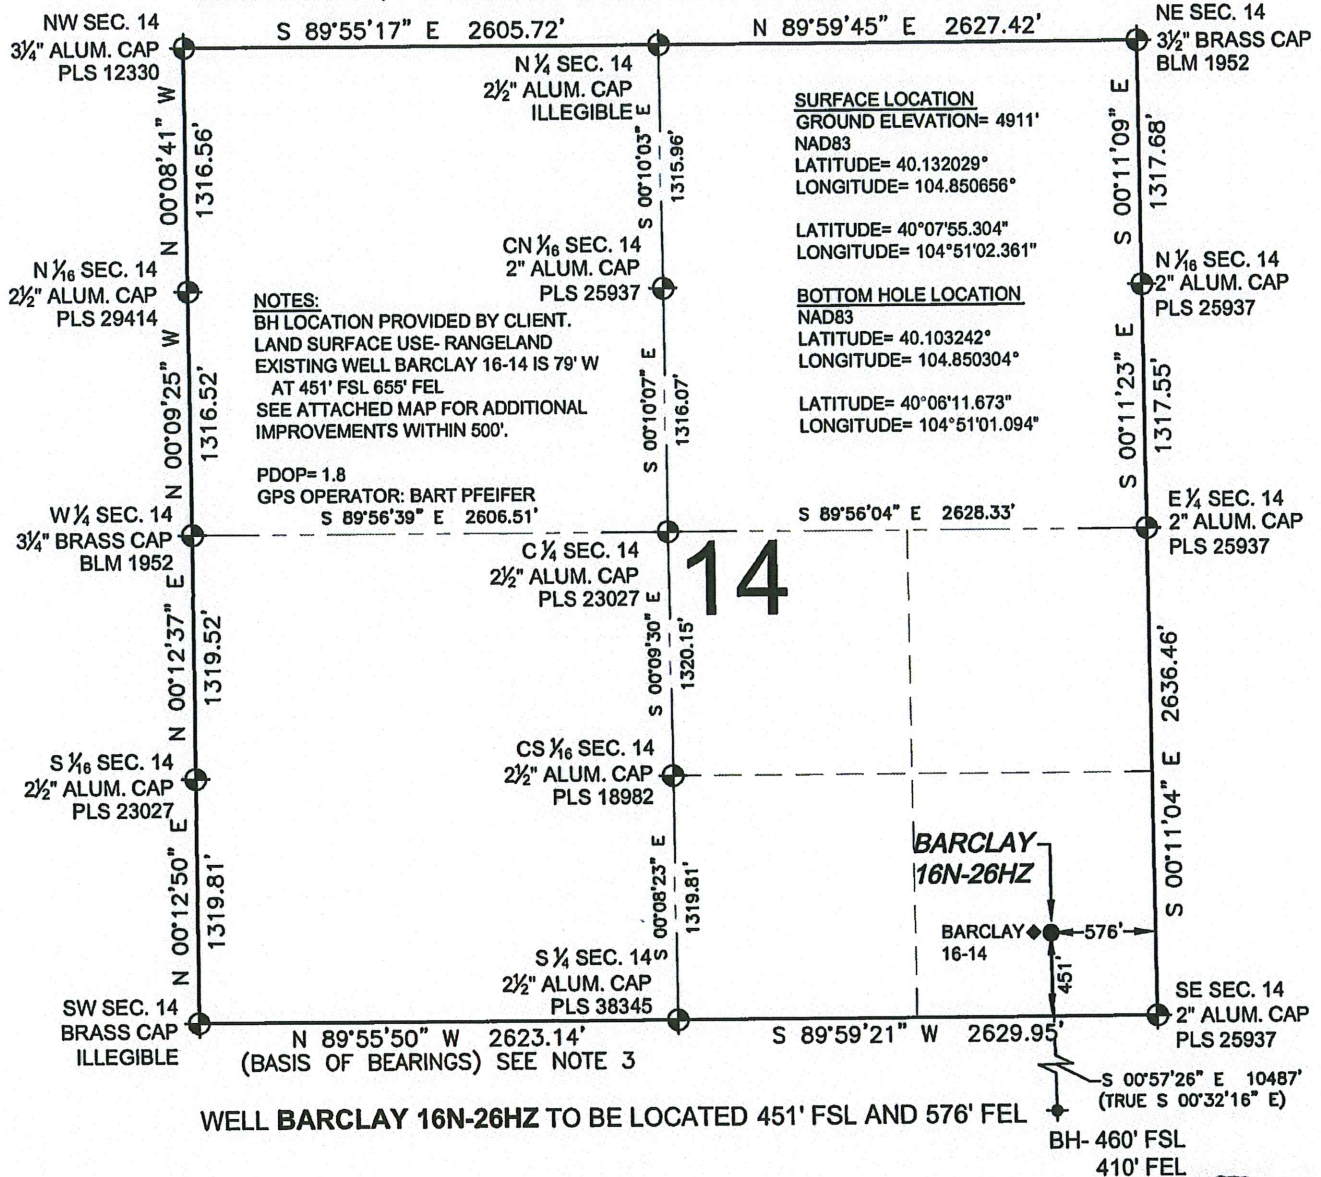 NW SEC. 14
3¼" ALUM. CAP
PLS 12330
S 89°55'17" E 2605.72'
N ¼ SEC. 14
2½" ALUM. CAP
ILLEGIBLE
N 89°59'45" E 2627.42'
NE SEC. 14
3½" BRASS CAP
BLM 1952
N 00°08'41" W
1316.56'
S 00°10'03" E
1315.96'
SURFACE LOCATION
GROUND ELEVATION= 4911'
NAD83
LATITUDE= 40.132029°
LONGITUDE= 104.850656°
LATITUDE= 40°07'55.304"
LONGITUDE= 104°51'02.361"
S 00°11'09" E
1317.68'
N 1⁄16 SEC. 14
2½" ALUM. CAP
PLS 29414
CN 1⁄16 SEC. 14
2" ALUM. CAP
PLS 25937
N 1⁄16 SEC. 14
2" ALUM. CAP
PLS 25937
NOTES:
BH LOCATION PROVIDED BY CLIENT.
LAND SURFACE USE- RANGELAND
EXISTING WELL BARCLAY 16-14 IS 79' W
AT 451' FSL 655' FEL
SEE ATTACHED MAP FOR ADDITIONAL
IMPROVEMENTS WITHIN 500'.
PDOP= 1.8
GPS OPERATOR: BART PFEIFER
BOTTOM HOLE LOCATION
NAD83
LATITUDE= 40.103242°
LONGITUDE= 104.850304°
LATITUDE= 40°06'11.673"
LONGITUDE= 104°51'01.094"
N 00°09'25" W
1316.52'
S 00°10'07" E
1316.07'
S 00°11'23" E
1317.55'
W ¼ SEC. 14
3¼" BRASS CAP
BLM 1952
S 89°56'39" E 2606.51'
C ¼ SEC. 14
2½" ALUM. CAP
PLS 23027
14
S 89°56'04" E 2628.33'
E ¼ SEC. 14
2" ALUM. CAP
PLS 25937
N 00°12'37" E
1319.52'
S 00°09'30" E
1320.15'
S 00°11'04" E 2636.46'
S 1⁄16 SEC. 14
2½" ALUM. CAP
PLS 23027
CS 1⁄16 SEC. 14
2½" ALUM. CAP
PLS 18982
N 00°12'50" E
1319.81'
S 00°08'23" E
1319.81'
BARCLAY
16N-26HZ
BARCLAY
16-14
576'
451'
SW SEC. 14
BRASS CAP
ILLEGIBLE
S ¼ SEC. 14
2½" ALUM. CAP
PLS 38345
SE SEC. 14
2" ALUM. CAP
PLS 25937
N 89°55'50" W 2623.14'
(BASIS OF BEARINGS) SEE NOTE 3
S 89°59'21" W 2629.95'
S 00°57'26" E 10487'
(TRUE S 00°32'16" E)
WELL BARCLAY 16N-26HZ TO BE LOCATED 451' FSL AND 576' FEL
BH- 460' FSL
410' FEL